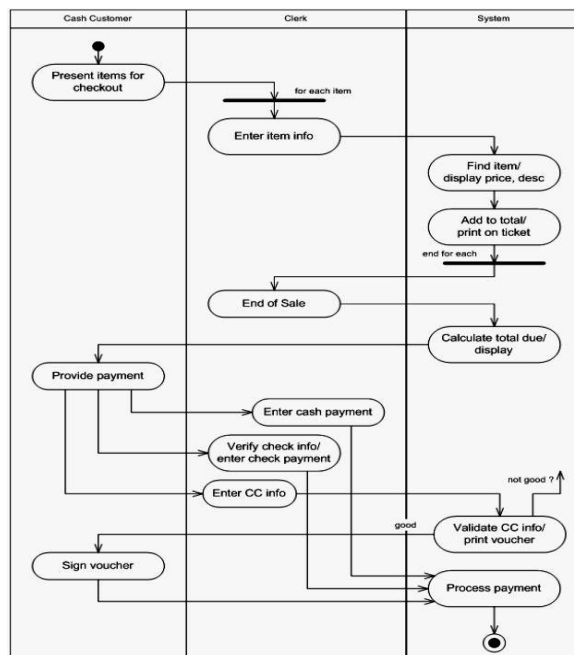 Cash Customer
Clerk
System
Present items for
checkout
for each item
Enter item info
Find item/
display price, desc
Add to total/
print on ticket
end for each
End of Sale
Calculate total due/
display
Provide payment
Enter cash payment
Verify check info/
enter check payment
not good ?
Enter CC info
good
Validate CC info/
print voucher
Sign voucher
Process payment